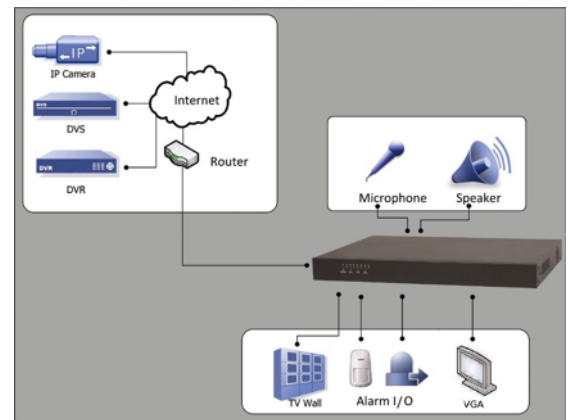 IP
IP Camera
DVS
DVS
DVR
DVR
Internet
Router
Microphone
Speaker
TV Wall
Alarm I/O
VGA